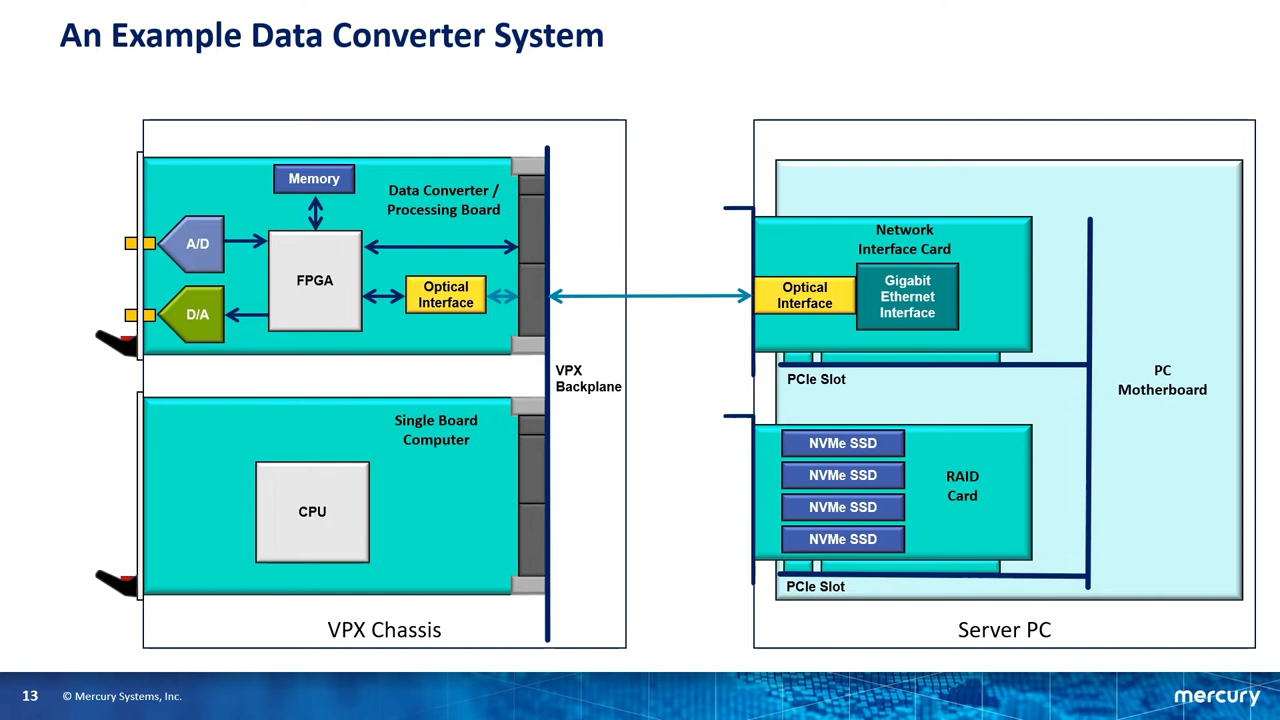 An Example Data Converter System
Memory
Data Converter /
Processing Board
A/D
FPGA
Optical
Interface
D/A
VPX
Backplane
Single Board
Computer
CPU
VPX Chassis
Network
Interface Card
Optical
Interface
Gigabit
Ethernet
Interface
PCIe Slot
PC
Motherboard
NVMe SSD
NVMe SSD
NVMe SSD
NVMe SSD
RAID
Card
PCIe Slot
Server PC
13
© Mercury Systems, Inc.
mercury